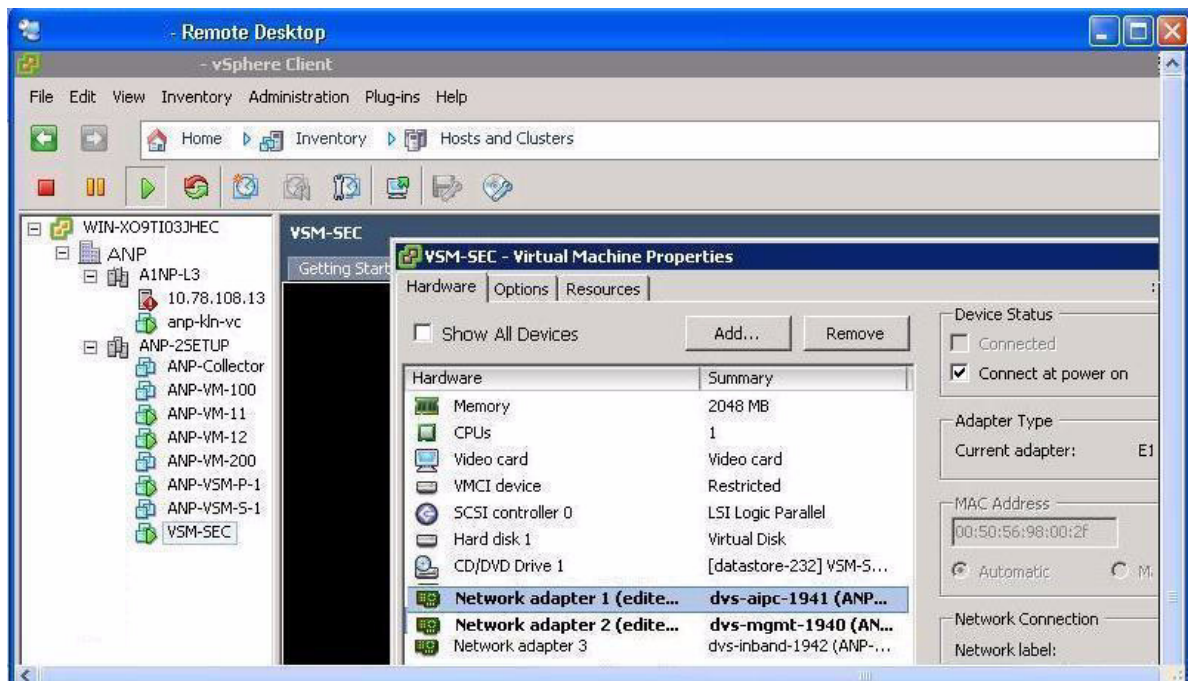 - Remote Desktop
- vSphere Client
File Edit View Inventory Administration Plug-ins Help
Home Inventory Hosts and Clusters
WIN-XO9TI03JHEC
ANP
A1NP-L3
10.78.108.13
anp-kln-vc
ANP-2SETUP
ANP-Collector
ANP-VM-100
ANP-VM-11
ANP-VM-12
ANP-VM-200
ANP-VSM-P-1
ANP-VSM-S-1
VSM-SEC
VSM-SEC
Getting Start
VSM-SEC - Virtual Machine Properties
Hardware Options Resources
Show All Devices Add... Remove
Hardware Summary
Memory 2048 MB
CPUs 1
Video card Video card
VMCI device Restricted
SCSI controller 0 LSI Logic Parallel
Hard disk 1 Virtual Disk
CD/DVD Drive 1 [datastore-232] VSM-S...
Network adapter 1 (edite... dvs-aipc-1941 (ANP...
Network adapter 2 (edite... dvs-mgmt-1940 (AN...
Network adapter 3 dvs-inband-1942 (ANP-...
Device Status
Connected
Connect at power on
Adapter Type
Current adapter: E1
MAC Address
00:50:56:98:00:2f
Automatic M
Network Connection
Network label: